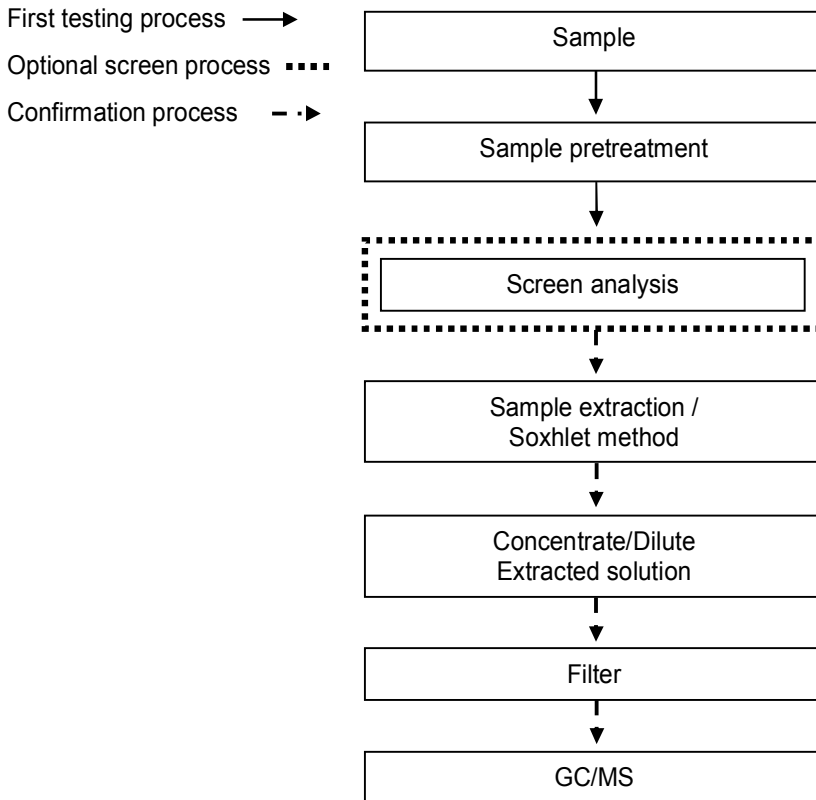 First testing process
Optional screen process
Confirmation process
Sample
Sample pretreatment
Screen analysis
Sample extraction /
Soxhlet method
Concentrate/Dilute
Extracted solution
Filter
GC/MS